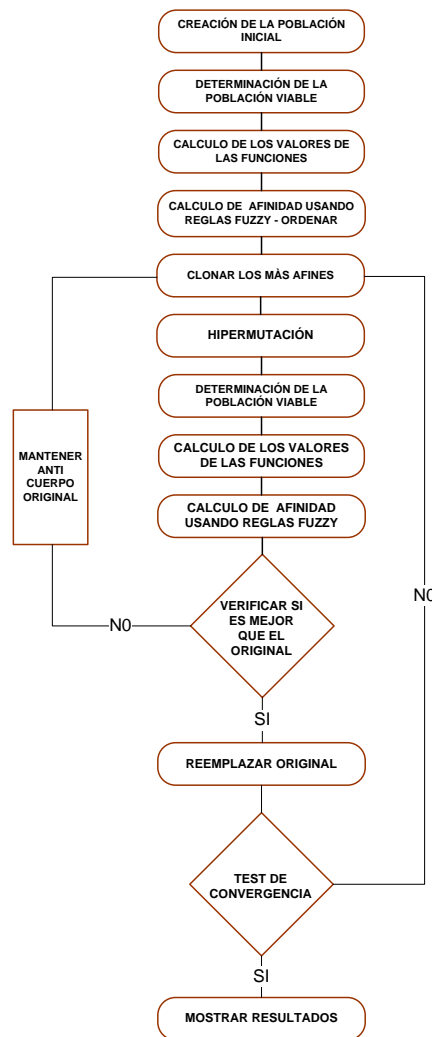 CREACIÓN DE LA POBLACIÓN
INICIAL
DETERMINACIÓN DE LA
POBLACIÓN VIABLE
CALCULO DE LOS VALORES DE
LAS FUNCIONES
CALCULO DE AFINIDAD USANDO
REGLAS FUZZY - ORDENAR
CLONAR LOS MÀS AFINES
HIPERMUTACIÓN
DETERMINACIÓN DE LA
POBLACIÓN VIABLE
MANTENER
ANTI
CUERPO
ORIGINAL
CALCULO DE LOS VALORES
DE LAS FUNCIONES
CALCULO DE AFINIDAD
USANDO REGLAS FUZZY
VERIFICAR SI
ES MEJOR
QUE EL
ORIGINAL
N0
N0
SI
REEMPLAZAR ORIGINAL
TEST DE
CONVERGENCIA
SI
MOSTRAR RESULTADOS